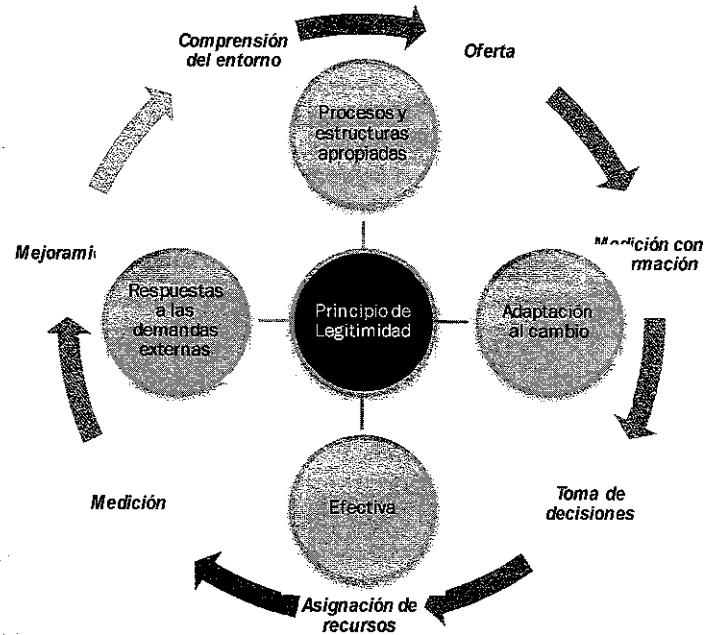 Comprensión
del entorno
Oferta
Procesos y
estructuras
apropiadas
Mejorami
con
rmación
Respuestas
a las
demandas
externas
Principio de
Legitimidad
Adaptación
al cambio
Medición
Efectiva
Toma de
decisiones
Asignación de
recursos